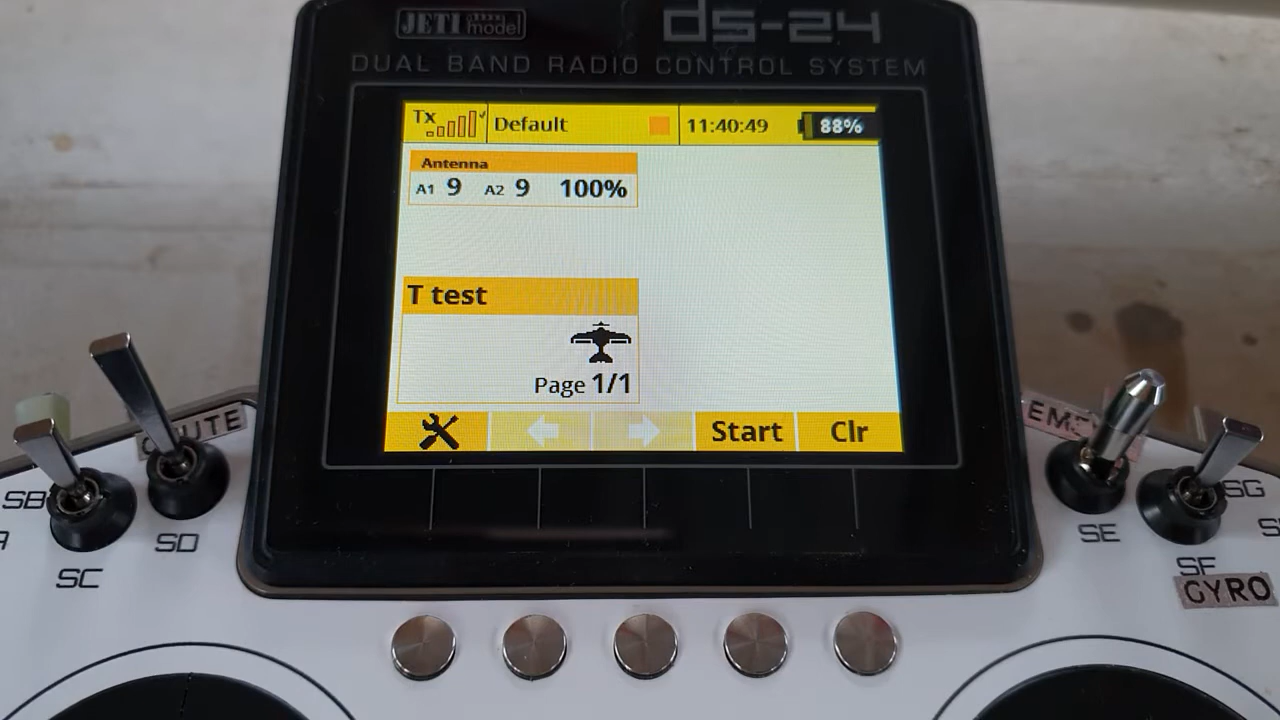 JETI model
ds-24
DUAL BAND RADIO CONTROL SYSTEM
Tx Default 11:40:49 88%
Antenna
A1 9 A2 9 100%
T test
Page 1/1
Start Clr
SB
SC
SD
SE
SG
SF
GYRO